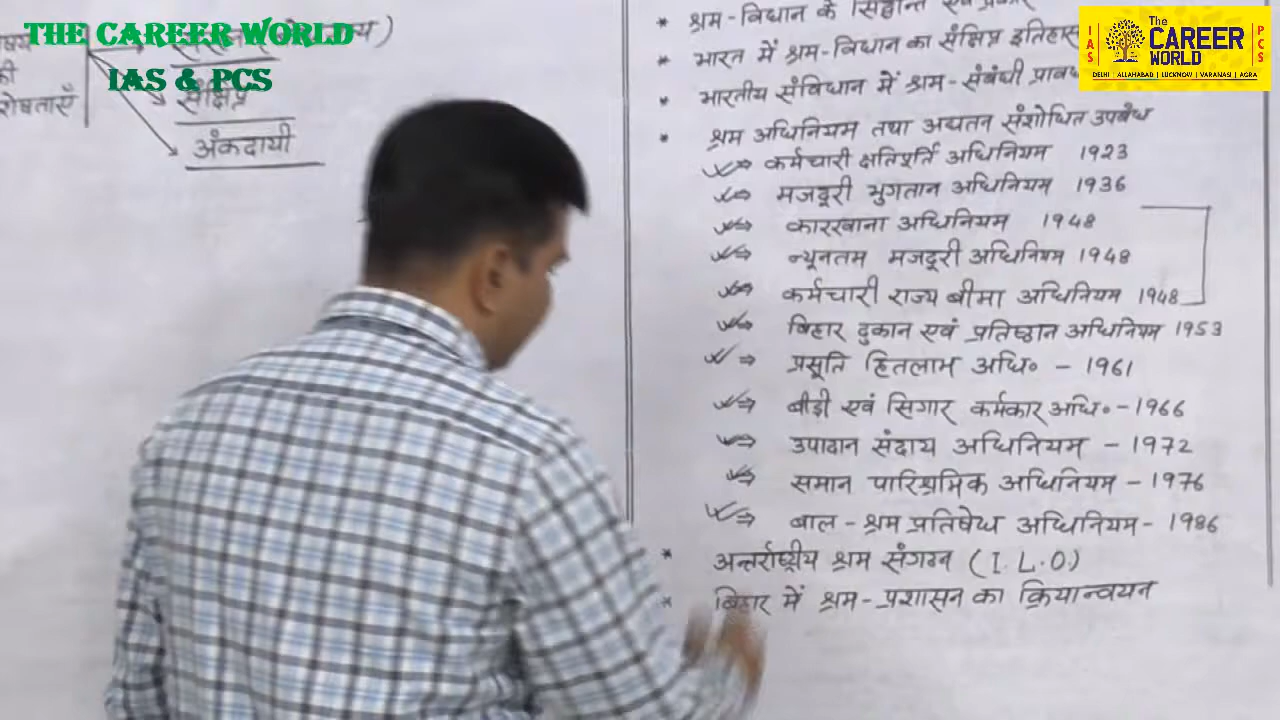 THE CAREER WORLD
IAS & PCS
संक्षिप्त
अंकदायी
* श्रम-विधान के सिद्धान्त एवं प्रकार
* भारत में श्रम-विधान का संक्षिप्त इतिहास
* भारतीय संविधान में श्रम-संबंधी
* श्रम अधिनियम तथा अद्यतन संशोधित उपबंध
⇒ कर्मचारी क्षतिपूर्ति अधिनियम 1923
⇒ मजदूरी भुगतान अधिनियम 1936
⇒ कारखाना अधिनियम 1948
⇒ न्यूनतम मजदूरी अधिनियम 1948
⇒ कर्मचारी राज्य बीमा अधिनियम 1948
⇒ बिहार दुकान एवं प्रतिष्ठान अधिनियम 1953
⇒ प्रसूति हितलाभ अधि० - 1961
⇒ बीड़ी एवं सिगार कर्मकार अधि० - 1966
⇒ उपादान संदाय अधिनियम - 1972
⇒ समान पारिश्रमिक अधिनियम - 1976
⇒ बाल - श्रम प्रतिषेध अधिनियम - 1986
* अन्तर्राष्ट्रीय श्रम संगठन (I.L.O.)
* बिहार में श्रम-प्रशासन का क्रियान्वयन
IAS
The
CAREER
WORLD
PCS
DELHI | ALLAHABAD | LUCKNOW | VARANASI | AGRA